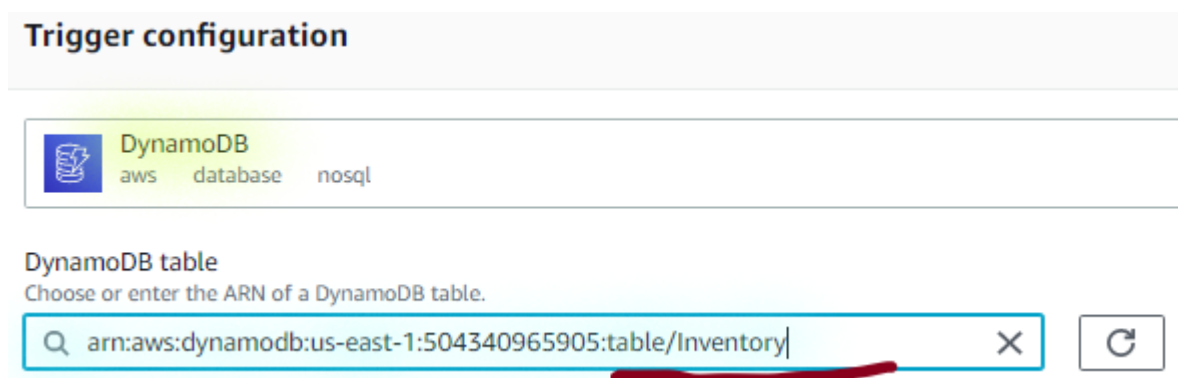 Trigger configuration
DynamoDB
aws database nosql
DynamoDB table
Choose or enter the ARN of a DynamoDB table.
arn:aws:dynamodb:us-east-1:504340965905:table/Inventory